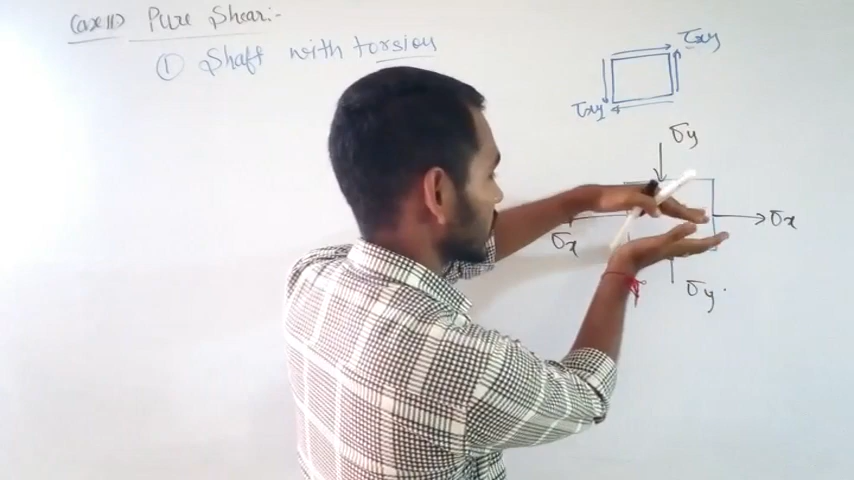 Case II) Pure Shear:-
① Shaft with torsion
τxy
τxy
σy
σx
σx
σy